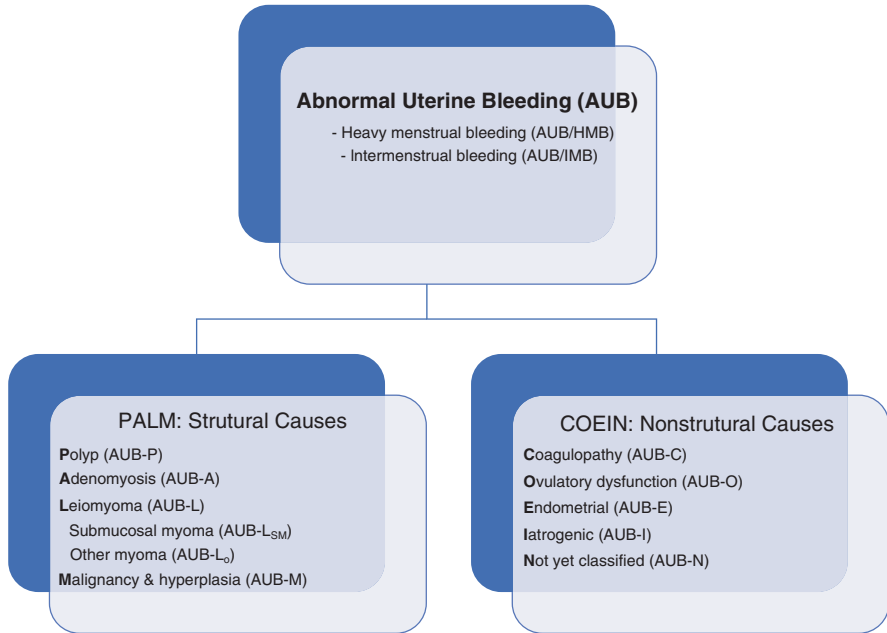 Abnormal Uterine Bleeding (AUB)
- Heavy menstrual bleeding (AUB/HMB)
- Intermenstrual bleeding (AUB/IMB)
PALM: Strutural Causes
Polyp (AUB-P)
Adenomyosis (AUB-A)
Leiomyoma (AUB-L)
Submucosal myoma (AUB-LSM)
Other myoma (AUB-Lo)
Malignancy & hyperplasia (AUB-M)
COEIN: Nonstrutural Causes
Coagulopathy (AUB-C)
Ovulatory dysfunction (AUB-O)
Endometrial (AUB-E)
Iatrogenic (AUB-I)
Not yet classified (AUB-N)